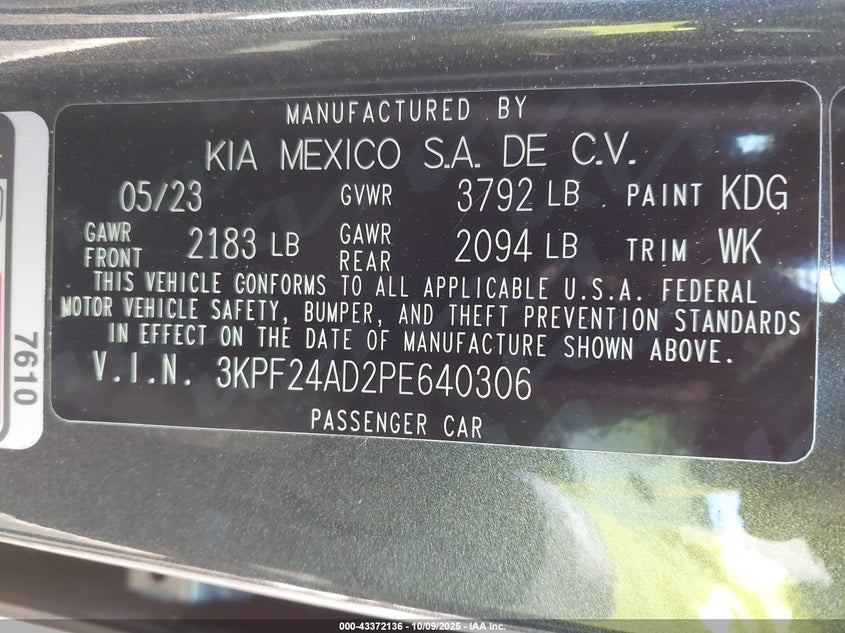 MANUFACTURED BY
KIA MEXICO S.A. DE C.V.
05/23 GVWR 3792 LB PAINT KDG
GAWR FRONT 2183 LB GAWR REAR 2094 LB TRIM WK
THIS VEHICLE CONFORMS TO ALL APPLICABLE U.S.A. FEDERAL
MOTOR VEHICLE SAFETY, BUMPER, AND THEFT PREVENTION STANDARDS
IN EFFECT ON THE DATE OF MANUFACTURE SHOWN ABOVE.
V.I.N. 3KPF24AD2PE640306
PASSENGER CAR
7610
000-43372136 - 10/09/2025 - IAA Inc.